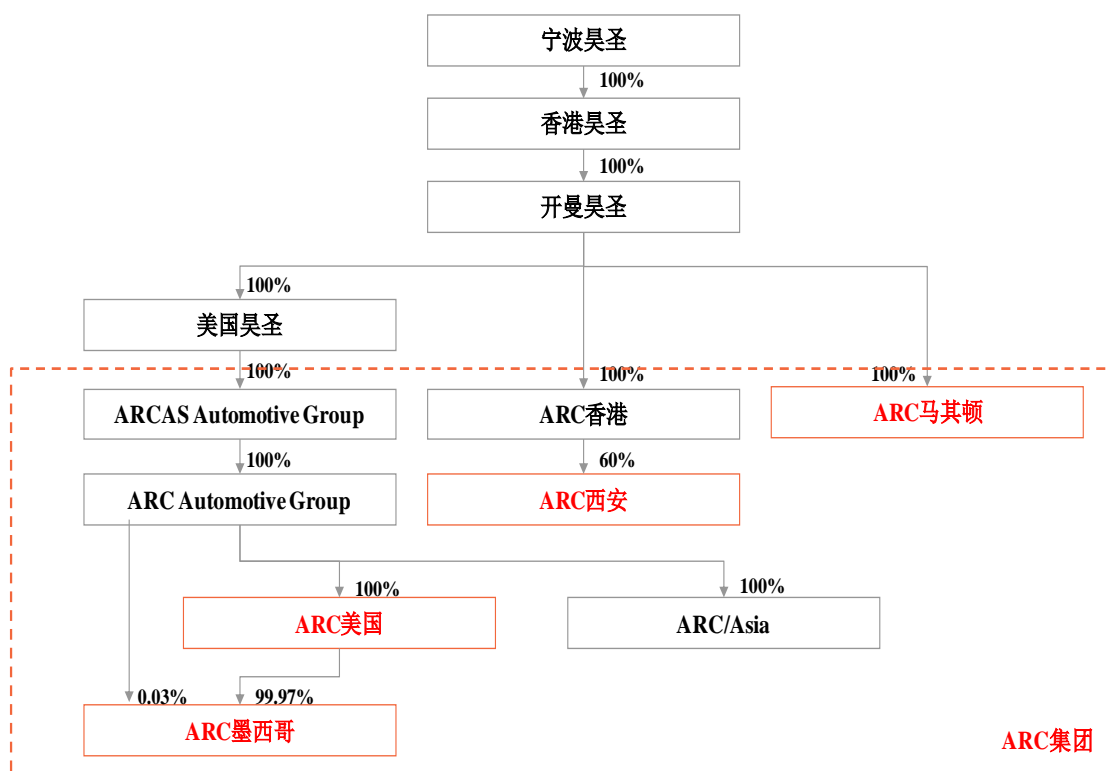 宁波昊圣
100%
香港昊圣
100%
开曼昊圣
100%
美国昊圣
100%
100%
100%
ARCAS Automotive Group
ARC香港
ARC马其顿
100%
60%
ARC Automotive Group
ARC西安
100%
100%
ARC美国
ARC/Asia
0.03%
99.97%
ARC墨西哥
ARC集团